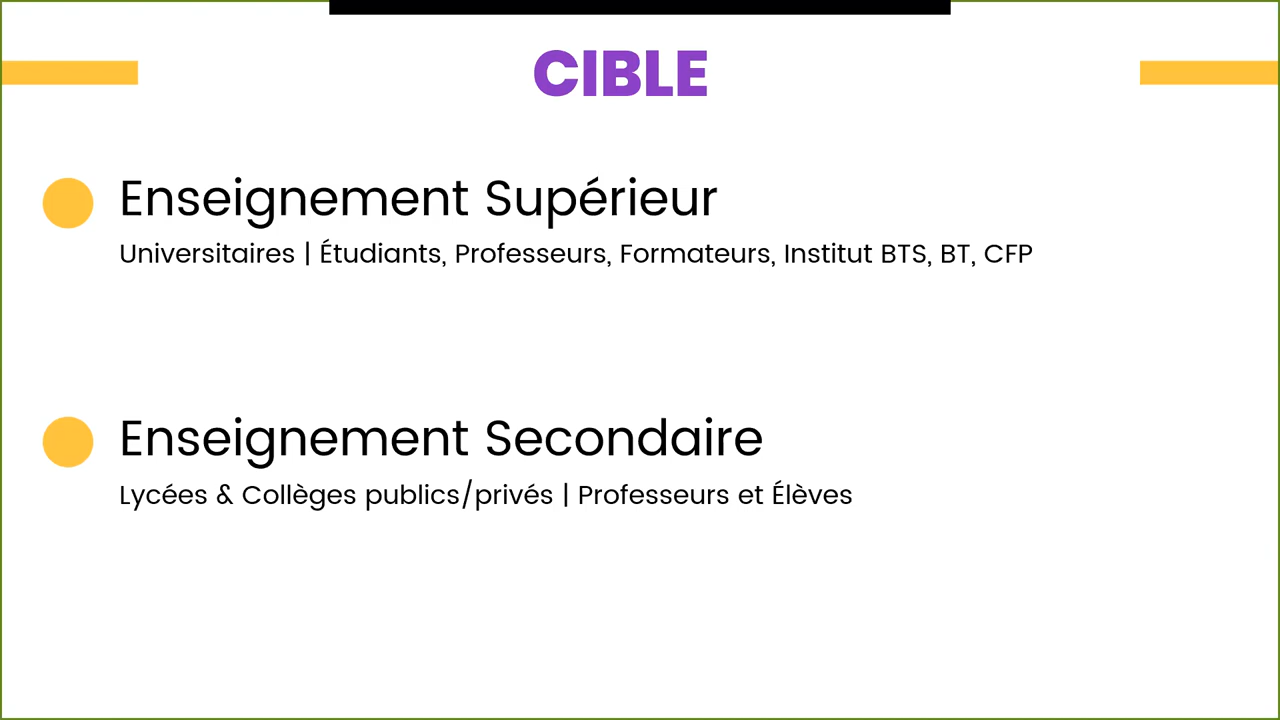 CIBLE
Enseignement Supérieur
Universitaires | Étudiants, Professeurs, Formateurs, Institut BTS, BT, CFP
Enseignement Secondaire
Lycées & Collèges publics/privés | Professeurs et Élèves